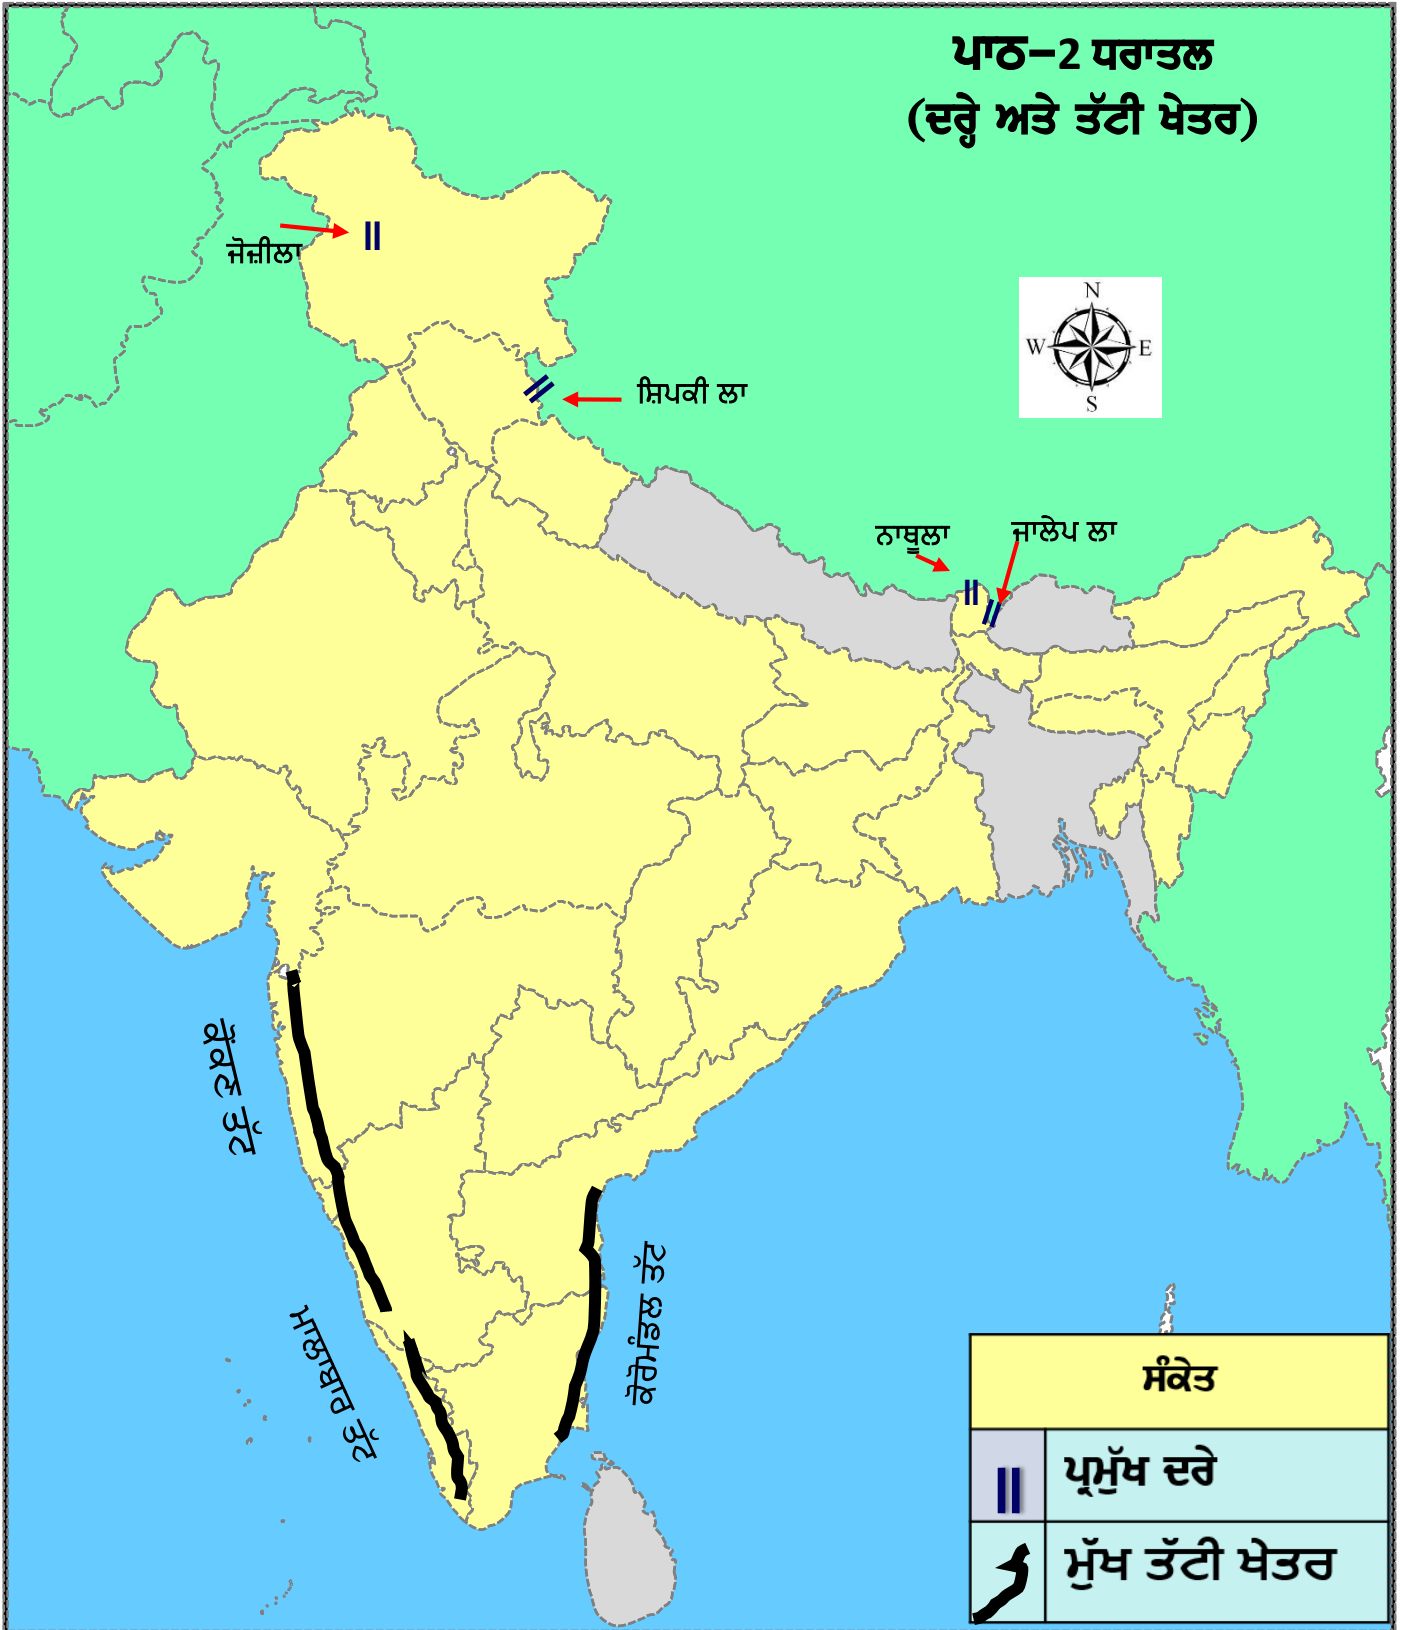 ਪਾਠ-2 ਧਰਾਤਲ
(ਦਰ੍ਹੇ ਅਤੇ ਤੱਟੀ ਖੇਤਰ)
ਜੋਜ਼ੀਲਾ
N
W E
S
ਸ਼ਿਪਕੀ ਲਾ
ਨਾਥੂਲਾ
ਜਾਲੇਪ ਲਾ
ਕੋਂਕਣ ਤੱਟ
ਮਾਲਾਬਾਰ ਤੱਟ
ਕੋਰੋਮੰਡਲ ਤੱਟ
ਸੰਕੇਤ
ਪ੍ਰਮੁੱਖ ਦਰੇ
ਮੁੱਖ ਤੱਟੀ ਖੇਤਰ